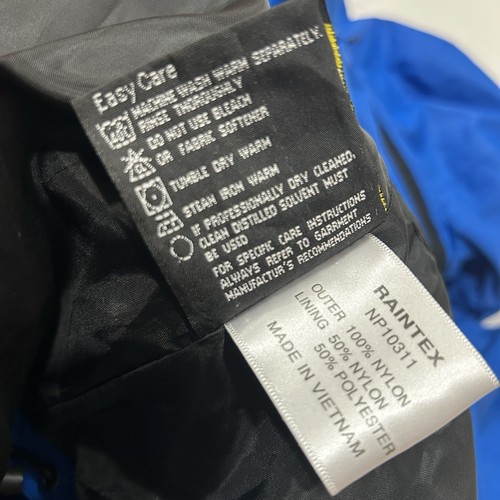 Easy Care
MACHINE WASH WARM SEPARATELY.
RINSE THOROUGHLY
DO NOT USE BLEACH
OR FABRIC SOFTENER
TUMBLE DRY WARM
STEAM IRON WARM
IF PROFESSIONALLY DRY CLEANED,
CLEAN DISTILLED SOLVENT MUST
BE USED
FOR SPECIFIC CARE INSTRUCTIONS
ALWAYS REFER TO GARMENT
MANUFACTUR'S RECOMMENDATIONS
RAINTEX
NP10311
OUTER 100% NYLON
LINING 50% NYLON
50% POLYESTER
MADE IN VIETNAM